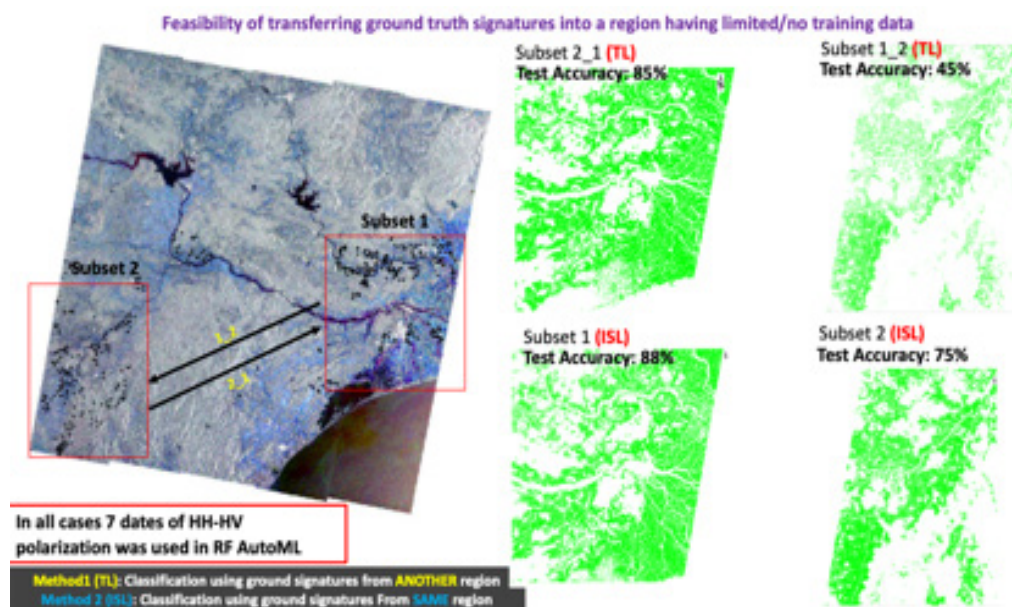 Feasibility of transferring ground truth signatures into a region having limited/no training data
Subset 2_1 (TL)
Test Accuracy: 85%
Subset 1_2 (TL)
Test Accuracy: 45%
Subset 1
Subset 2
1_2
2_1
Subset 1 (ISL)
Test Accuracy: 88%
Subset 2 (ISL)
Test Accuracy: 75%
In all cases 7 dates of HH-HV
polarization was used in RF AutoML
Method1 (TL): Classification using ground signatures from ANOTHER region
Method 2 (ISL): Classification using ground signatures From SAME region